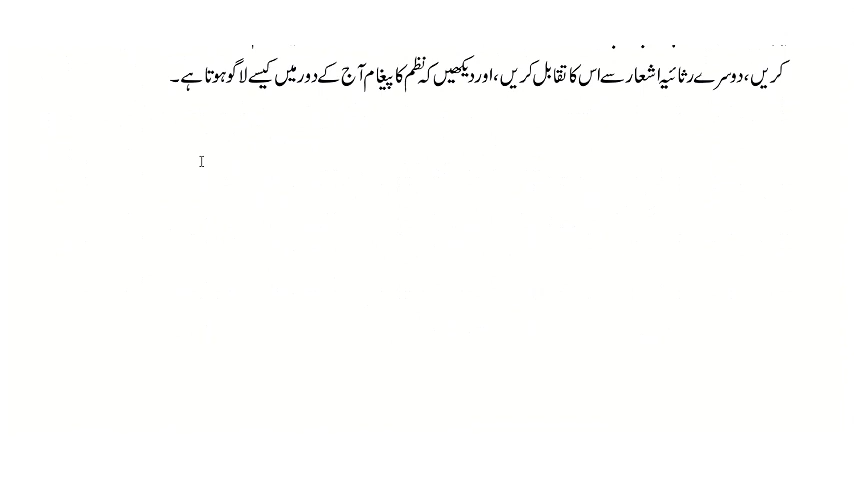 کریں، دوسرے رثائیہ اشعار سے اس کا تقابل کریں، اور دیکھیں کہ نظم کا پیغام آج کے دور میں کیسے لاگو ہوتا ہے۔